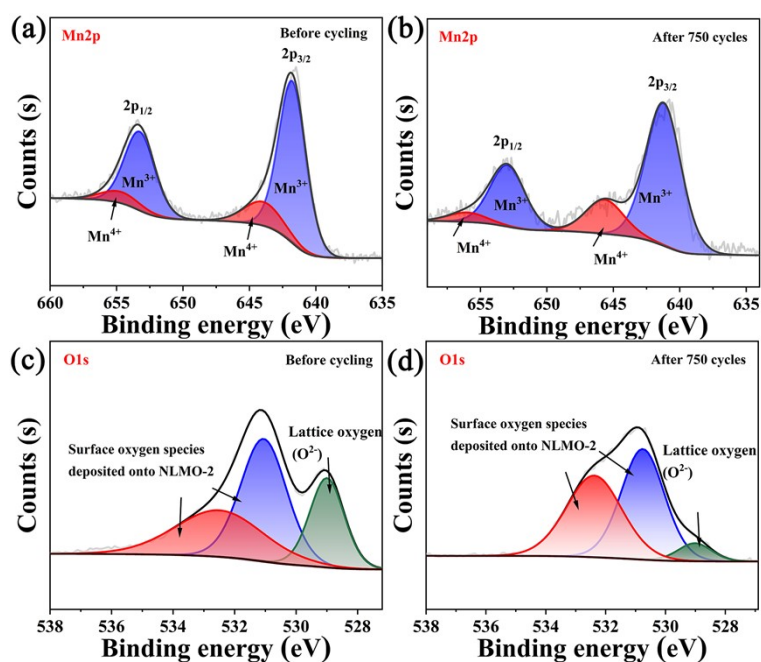 (a)
Mn2p
Before cycling
2p1/2
2p3/2
Mn³⁺
Mn³⁺
Mn⁴⁺
Mn⁴⁺
Counts (s)
660 655 650 645 640 635
Binding energy (eV)
(b)
Mn2p
After 750 cycles
2p1/2
2p3/2
Mn³⁺
Mn³⁺
Mn⁴⁺
Mn⁴⁺
Counts (s)
655 650 645 640 635
Binding energy (eV)
(c)
O1s
Before cycling
Surface oxygen species
deposited onto NLMO-2
Lattice oxygen
(O²⁻)
Counts (s)
538 536 534 532 530 528
Binding energy (eV)
(d)
O1s
After 750 cycles
Surface oxygen species
deposited onto NLMO-2
Lattice oxygen
(O²⁻)
Counts (s)
538 536 534 532 530 528
Binding energy (eV)